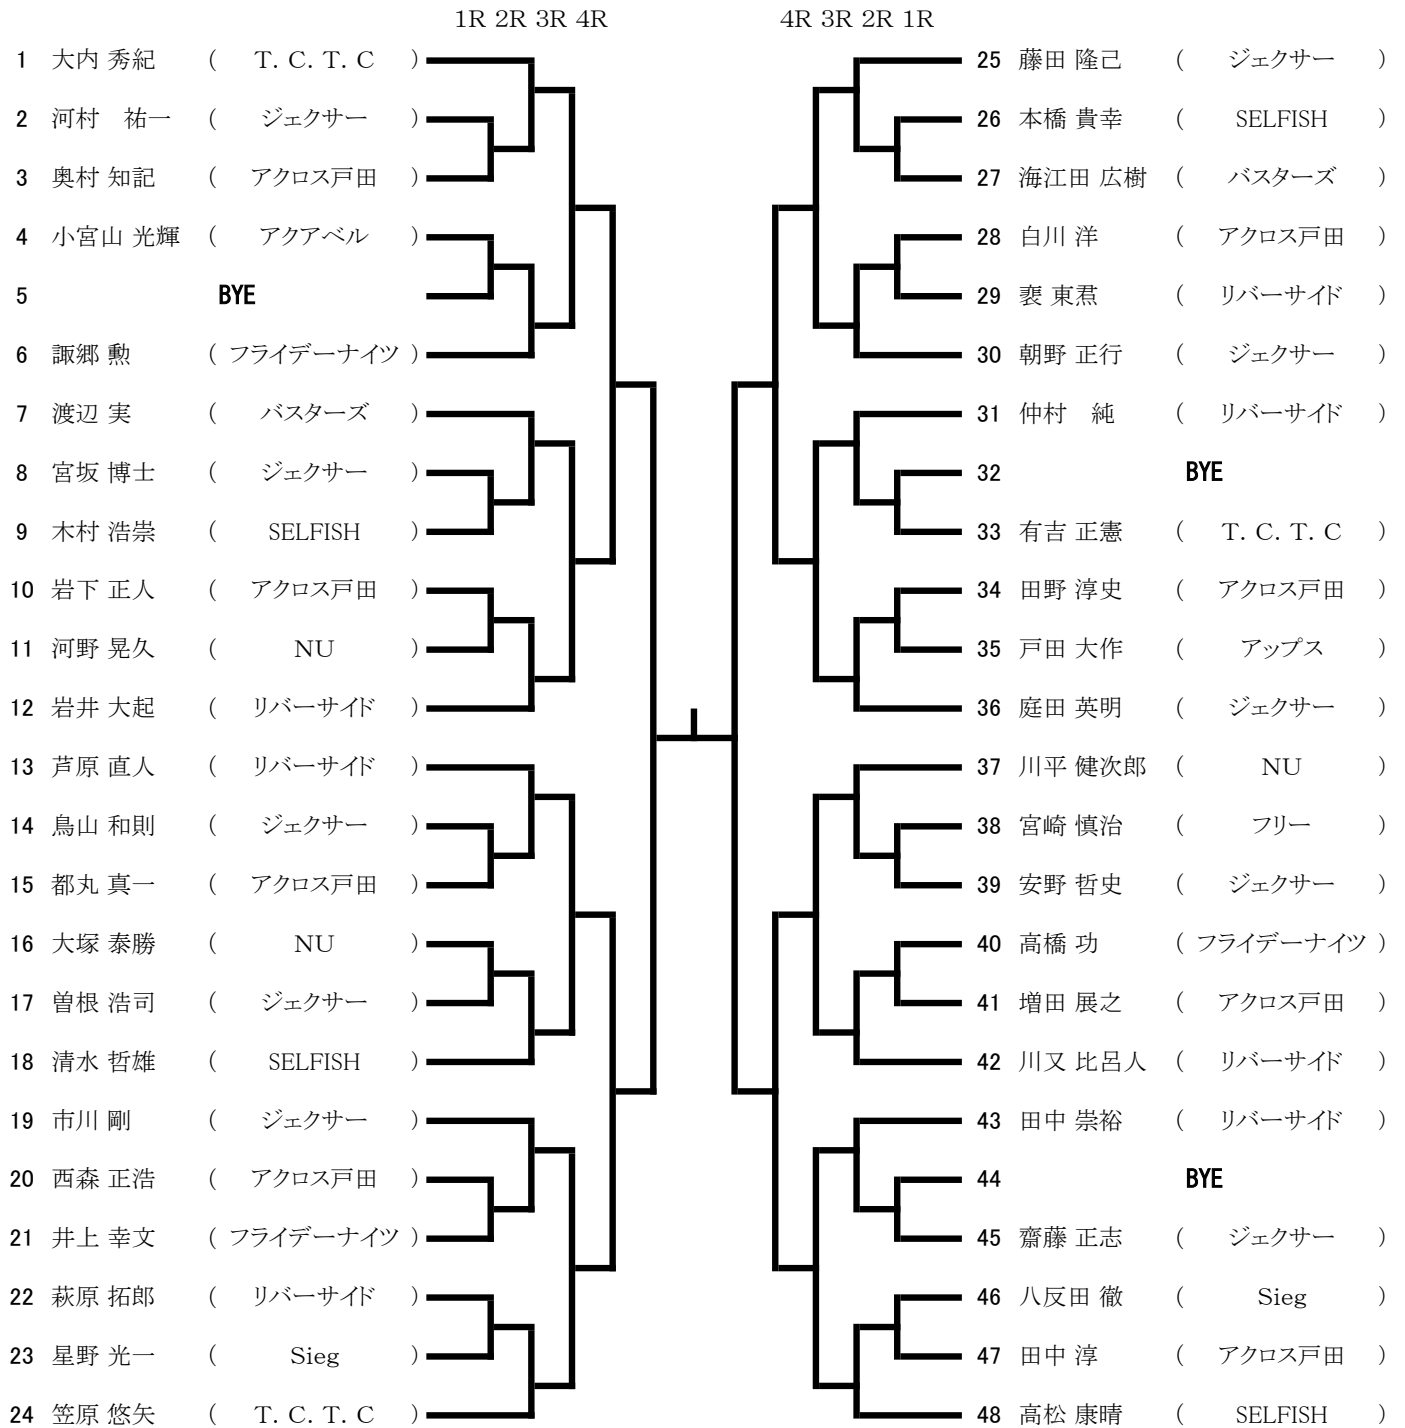 1R 2R 3R 4R
4R 3R 2R 1R
1 大内 秀紀 ( T. C. T. C )
2 河村　祐一 ( ジェクサー )
3 奥村 知記 ( アクロス戸田 )
4 小宮山 光輝 ( アクアベル )
5 BYE
6 諏郷 勲 ( フライデーナイツ )
7 渡辺 実 ( バスターズ )
8 宮坂 博士 ( ジェクサー )
9 木村 浩崇 ( SELFISH )
10 岩下 正人 ( アクロス戸田 )
11 河野 晃久 ( NU )
12 岩井 大起 ( リバーサイド )
13 芦原 直人 ( リバーサイド )
14 鳥山 和則 ( ジェクサー )
15 都丸 真一 ( アクロス戸田 )
16 大塚 泰勝 ( NU )
17 曽根 浩司 ( ジェクサー )
18 清水 哲雄 ( SELFISH )
19 市川 剛 ( ジェクサー )
20 西森 正浩 ( アクロス戸田 )
21 井上 幸文 ( フライデーナイツ )
22 萩原 拓郎 ( リバーサイド )
23 星野 光一 ( Sieg )
24 笠原 悠矢 ( T. C. T. C )
25 藤田 隆己 ( ジェクサー )
26 本橋 貴幸 ( SELFISH )
27 海江田 広樹 ( バスターズ )
28 白川 洋 ( アクロス戸田 )
29 裵 東焄 ( リバーサイド )
30 朝野 正行 ( ジェクサー )
31 仲村　純 ( リバーサイド )
32 BYE
33 有吉 正憲 ( T. C. T. C )
34 田野 淳史 ( アクロス戸田 )
35 戸田 大作 ( アップス )
36 庭田 英明 ( ジェクサー )
37 川平 健次郎 ( NU )
38 宮崎 慎治 ( フリー )
39 安野 哲史 ( ジェクサー )
40 高橋 功 ( フライデーナイツ )
41 増田 展之 ( アクロス戸田 )
42 川又 比呂人 ( リバーサイド )
43 田中 崇裕 ( リバーサイド )
44 BYE
45 齋藤 正志 ( ジェクサー )
46 八反田 徹 ( Sieg )
47 田中 淳 ( アクロス戸田 )
48 高松 康晴 ( SELFISH )